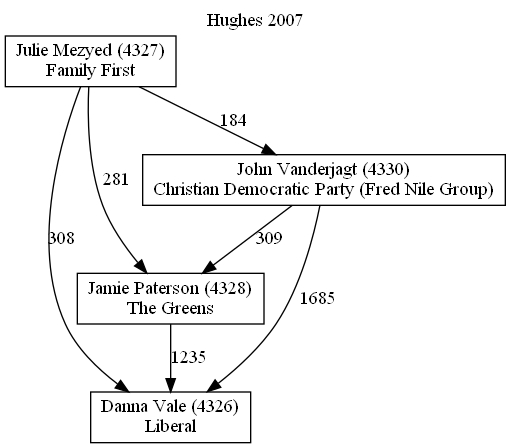 Hughes 2007
Julie Mezyed (4327)
Family First
184
John Vanderjagt (4330)
Christian Democratic Party (Fred Nile Group)
281
308
309
1685
Jamie Paterson (4328)
The Greens
1235
Danna Vale (4326)
Liberal